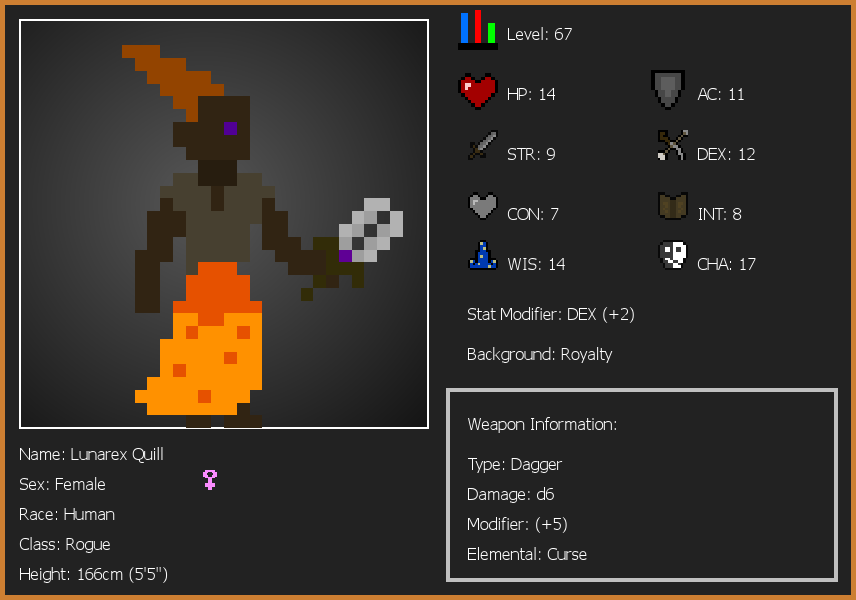 Level: 67
HP: 14
AC: 11
STR: 9
DEX: 12
CON: 7
INT: 8
WIS: 14
CHA: 17
Stat Modifier: DEX (+2)
Background: Royalty
Weapon Information:
Type: Dagger
Damage: d6
Modifier: (+5)
Elemental: Curse
Name: Lunarex Quill
Sex: Female
Race: Human
Class: Rogue
Height: 166cm (5'5")